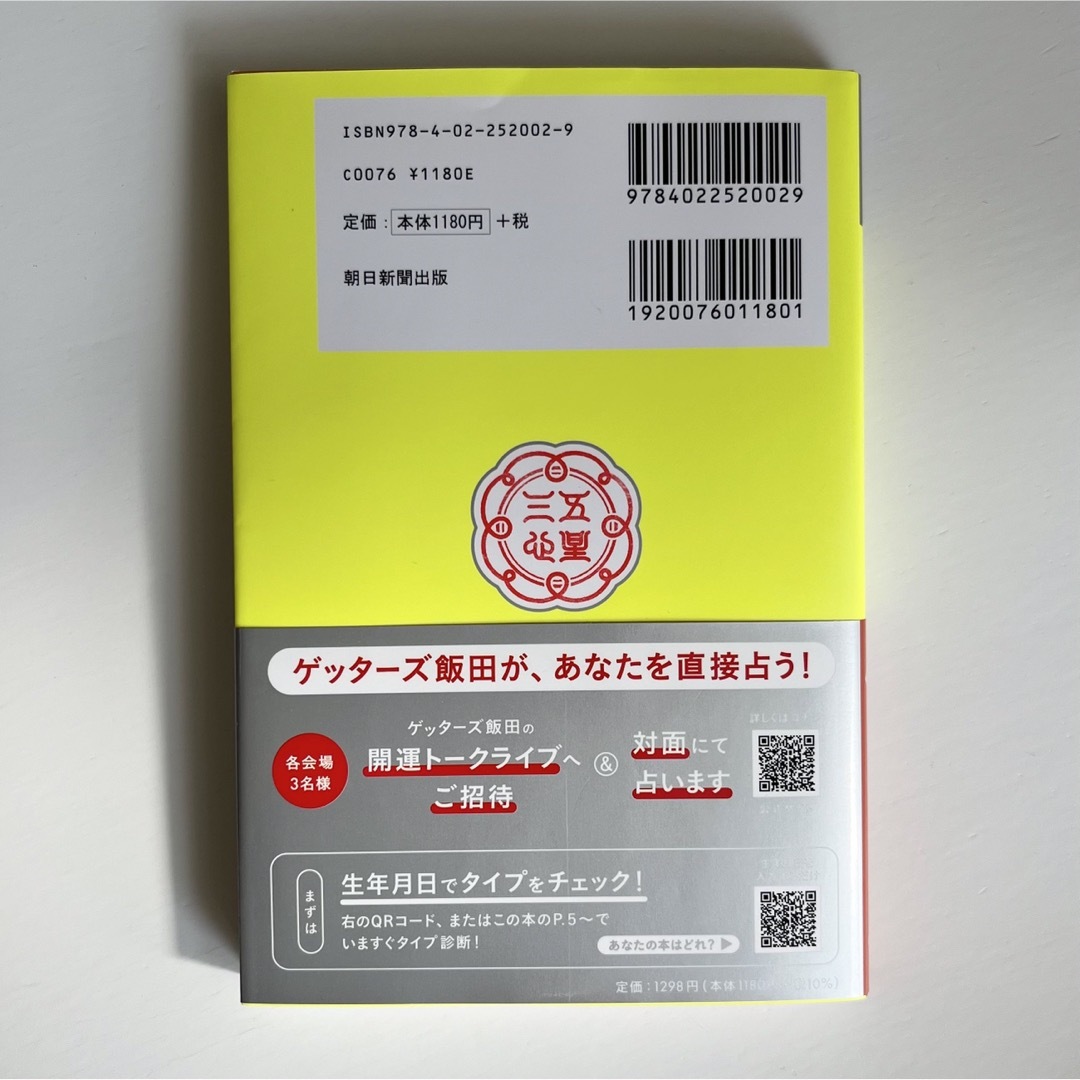 ISBN978-4-02-252002-9
C0076 ¥1180E
定価：本体1180円＋税
朝日新聞出版
9784022520029
1920076011801
五星
三心
ゲッターズ飯田が、あなたを直接占う！
各会場
3名様
ゲッターズ飯田の
開運トークライブへ
ご招待
&
対面にて
占います
まずは
生年月日でタイプをチェック！
右のQRコード、またはこの本のP.5〜で
いますぐタイプ診断！
あなたの本はどれ？▶
定価：1298円（本体1180円 10%）